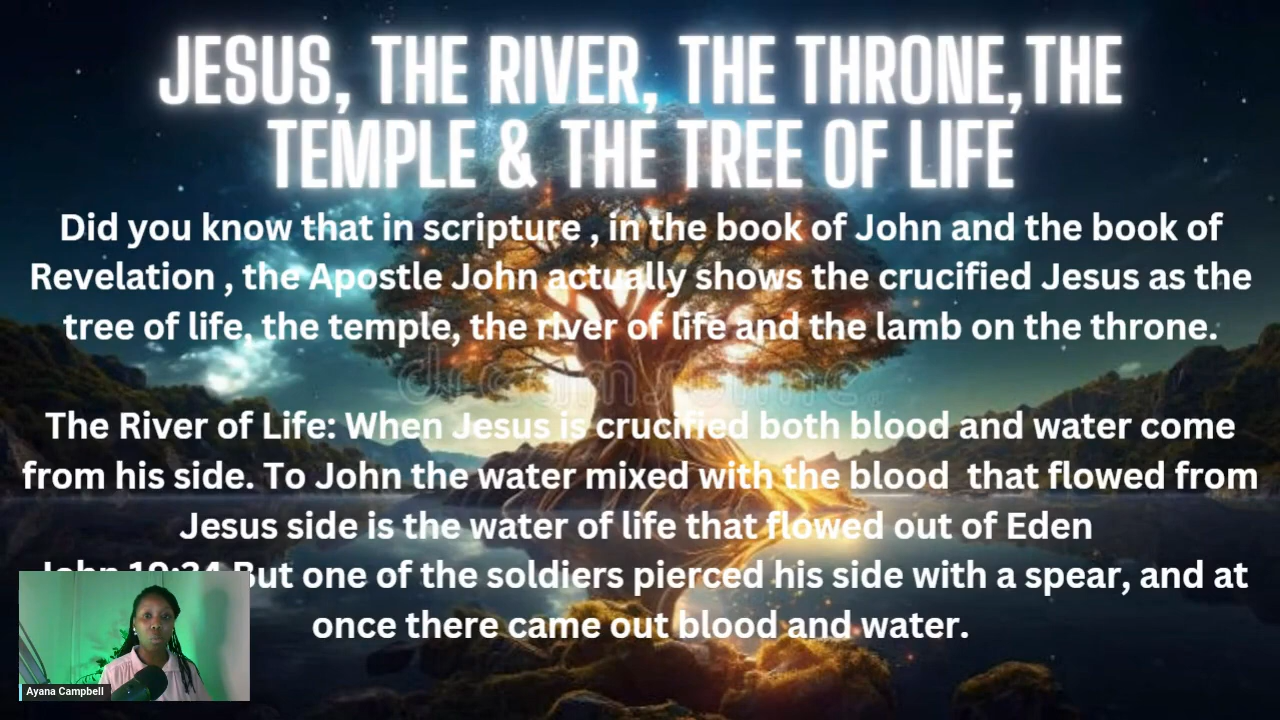 JESUS, THE RIVER, THE THRONE,THE
TEMPLE & THE TREE OF LIFE
Did you know that in scripture , in the book of John and the book of
Revelation , the Apostle John actually shows the crucified Jesus as the
tree of life, the temple, the river of life and the lamb on the throne.
dreamstime.
The River of Life: When Jesus is crucified both blood and water come
from his side. To John the water mixed with the blood  that flowed from
Jesus side is the water of life that flowed out of Eden
John 19:34 But one of the soldiers pierced his side with a spear, and at
once there came out blood and water.
Ayana Campbell